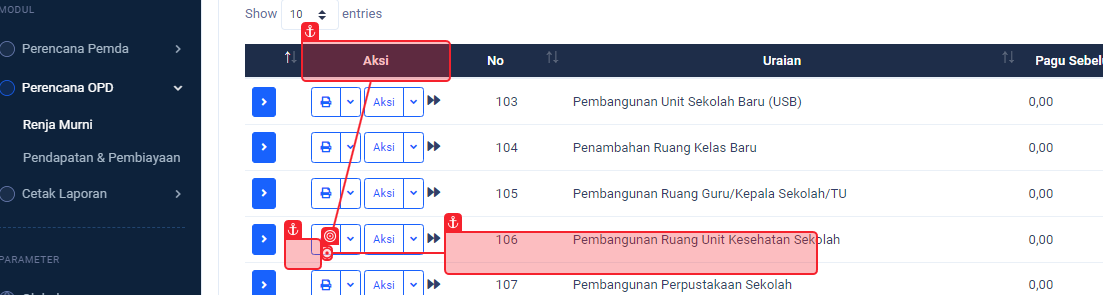 MODUL
Perencana Pemda
Perencana OPD
Renja Murni
Pendapatan & Pembiayaan
Cetak Laporan
PARAMETER
Show 10 entries
Aksi No Uraian Pagu Sebel
Aksi 103 Pembangunan Unit Sekolah Baru (USB) 0,00
Aksi 104 Penambahan Ruang Kelas Baru 0,00
Aksi 105 Pembangunan Ruang Guru/Kepala Sekolah/TU 0,00
Aksi 106 Pembangunan Ruang Unit Kesehatan Sekolah 0,00
Aksi 107 Pembangunan Perpustakaan Sekolah 0,00